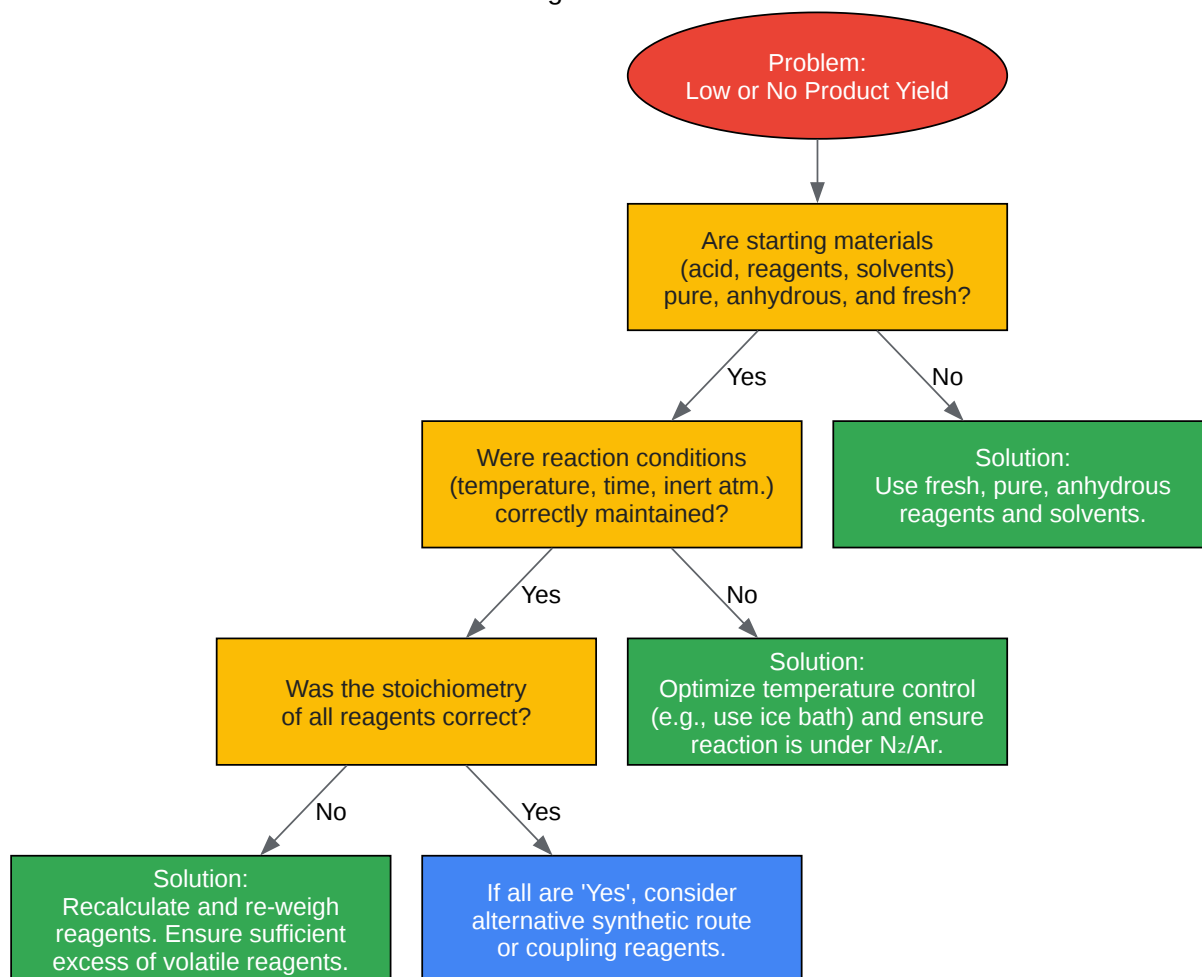 Problem:
Low or No Product Yield
Are starting materials
(acid, reagents, solvents)
pure, anhydrous, and fresh?
Yes
No
Were reaction conditions
(temperature, time, inert atm.)
correctly maintained?
Solution:
Use fresh, pure, anhydrous
reagents and solvents.
Yes
No
Was the stoichiometry
of all reagents correct?
Solution:
Optimize temperature control
(e.g., use ice bath) and ensure
reaction is under N₂/Ar.
No
Yes
Solution:
Recalculate and re-weigh
reagents. Ensure sufficient
excess of volatile reagents.
If all are 'Yes', consider
alternative synthetic route
or coupling reagents.